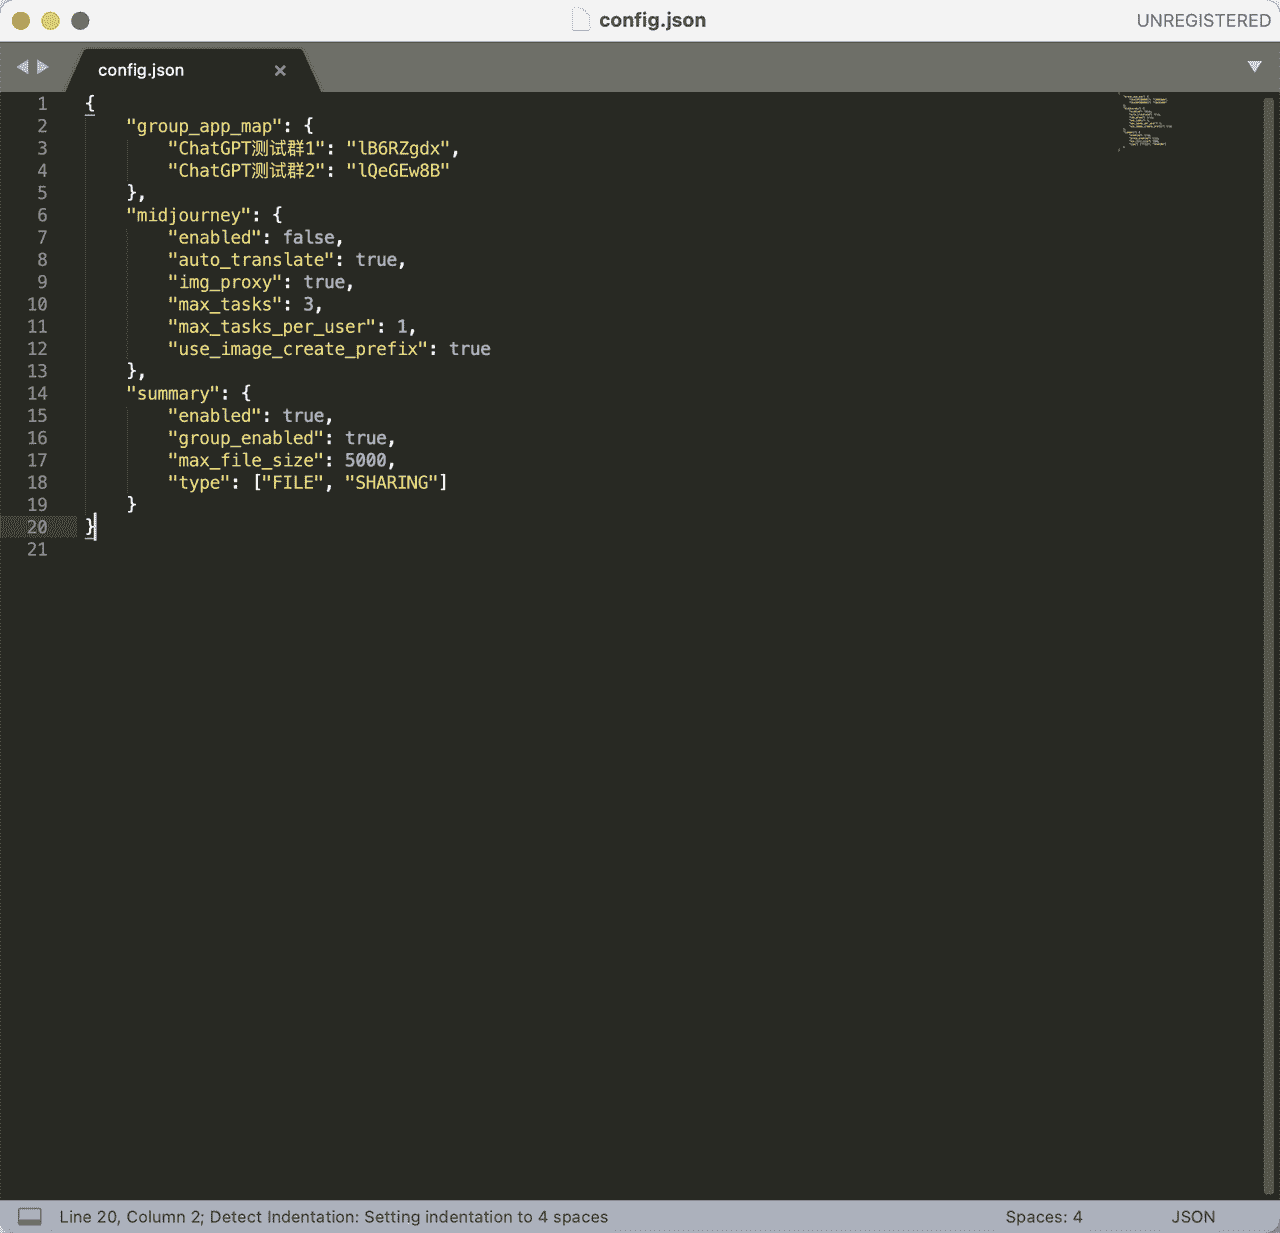 config.json
UNREGISTERED
config.json
1 {
2 "group_app_map": {
3 "ChatGPT测试群1": "lB6RZgdx",
4 "ChatGPT测试群2": "lQeGEw8B"
5 },
6 "midjourney": {
7 "enabled": false,
8 "auto_translate": true,
9 "img_proxy": true,
10 "max_tasks": 3,
11 "max_tasks_per_user": 1,
12 "use_image_create_prefix": true
13 },
14 "summary": {
15 "enabled": true,
16 "group_enabled": true,
17 "max_file_size": 5000,
18 "type": ["FILE", "SHARING"]
19 }
20 }
21
Line 20, Column 2; Detect Indentation: Setting indentation to 4 spaces
Spaces: 4
JSON